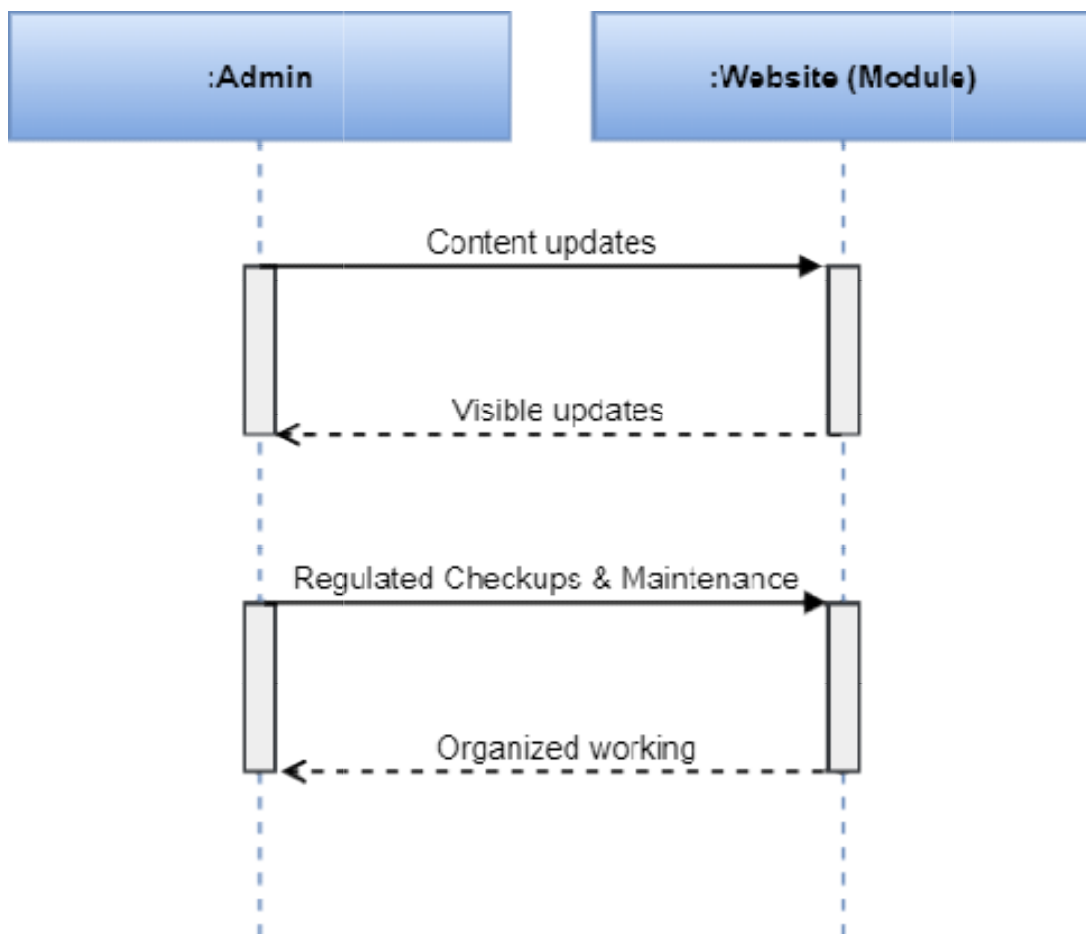 :Admin
:Website (Module)
Content updates
Visible updates
Regulated Checkups & Maintenance
Organized working